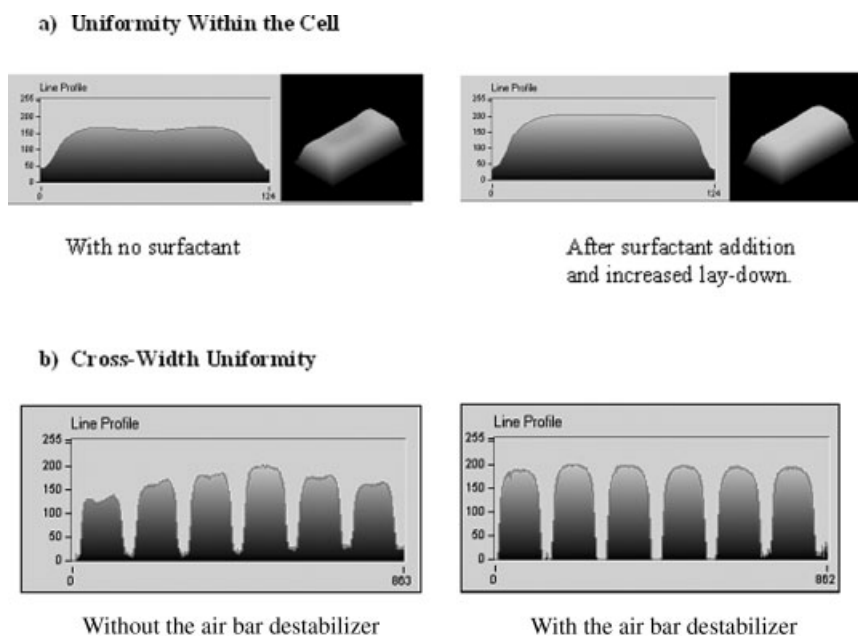 a) Uniformity Within the Cell
Line Profile
255
200
150
100
50
0
0 124
Line Profile
255
200
150
100
50
0
0 124
With no surfactant
After surfactant addition
and increased lay-down.
b) Cross-Width Uniformity
Line Profile
255
200
150
100
50
0
0 863
Line Profile
255
200
150
100
50
0
0 862
Without the air bar destabilizer
With the air bar destabilizer